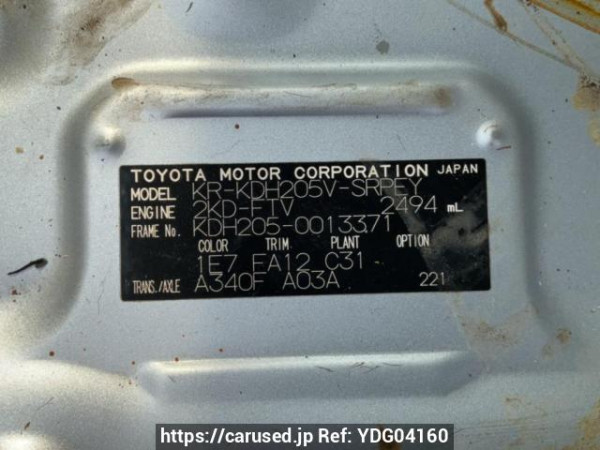 TOYOTA MOTOR CORPORATION JAPAN
MODEL KR-KDH205V-SRPEY
ENGINE 2KD-FTV 2494 mL
FRAME No. KDH205-0013371
COLOR TRIM PLANT OPTION
1E7 FA12 C31
TRANS./AXLE A340F A03A 221
https://carused.jp Ref: YDG04160